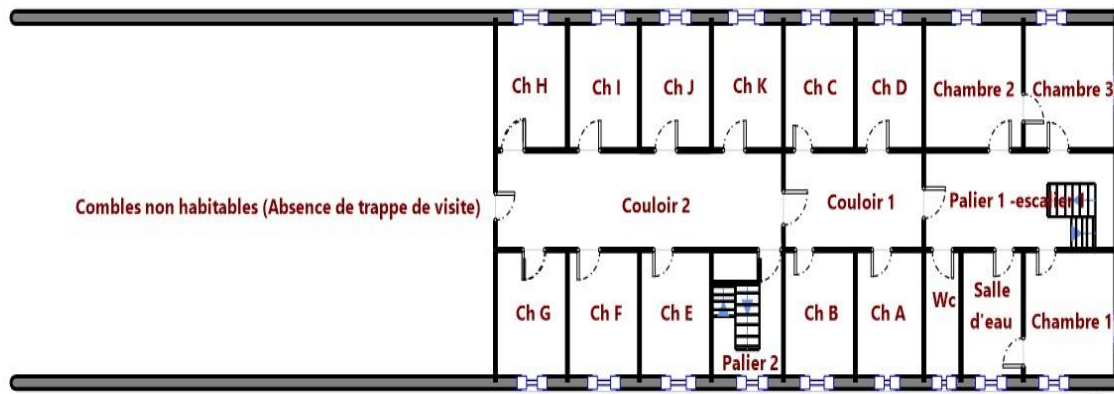 Ch H
Ch I
Ch J
Ch K
Ch C
Ch D
Chambre 2
Chambre 3
Combles non habitables (Absence de trappe de visite)
Couloir 2
Couloir 1
Palier 1 -escalier 1
Ch G
Ch F
Ch E
Palier 2
Ch B
Ch A
Wc
Salle
d'eau
Chambre 1